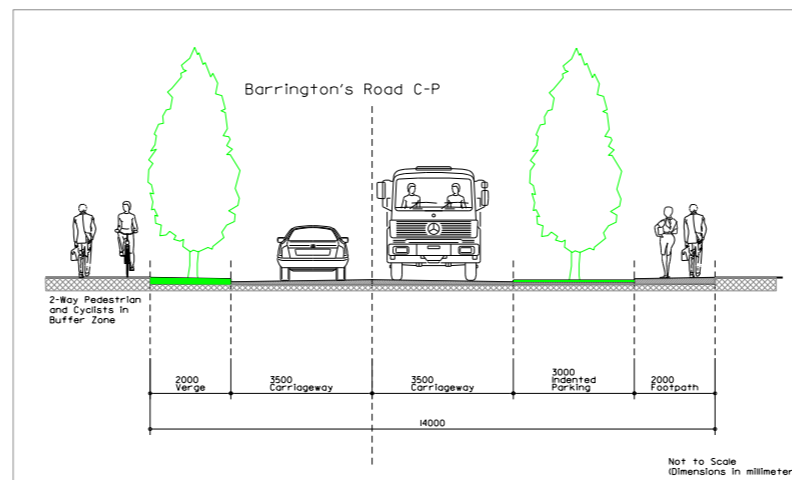 Barrington's Road C-P
2-Way Pedestrian
and Cyclists in
Buffer Zone
2000
Verge
3500
Carriageway
3500
Carriageway
3000
Indented
Parking
2000
Footpath
14000
Not to Scale
(Dimensions in millimeter